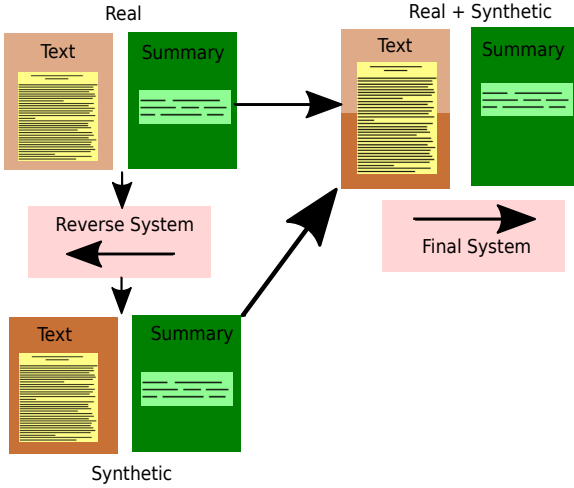 Real
Real + Synthetic
Text
Summary
Text
Summary
Reverse System
Final System
Text
Summary
Synthetic